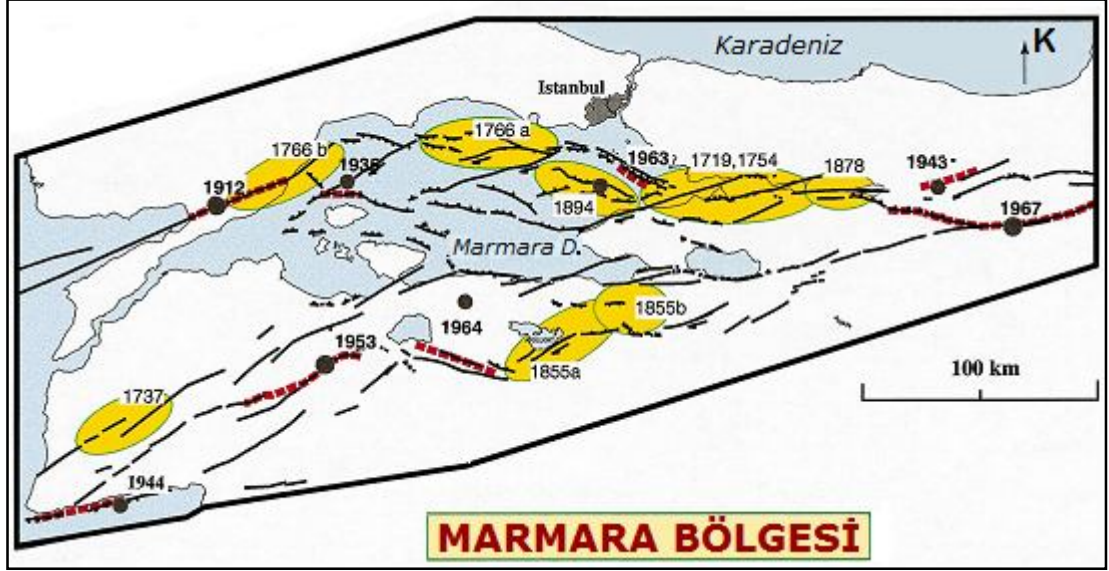 Karadeniz
K
Istanbul
1766 a
1766 b
1963
1719,1754
1878
1943
1935
1912
1894
1967
Marmara D.
1855b
1964
1953
1855a
100 km
1737
1944
MARMARA BÖLGESİ